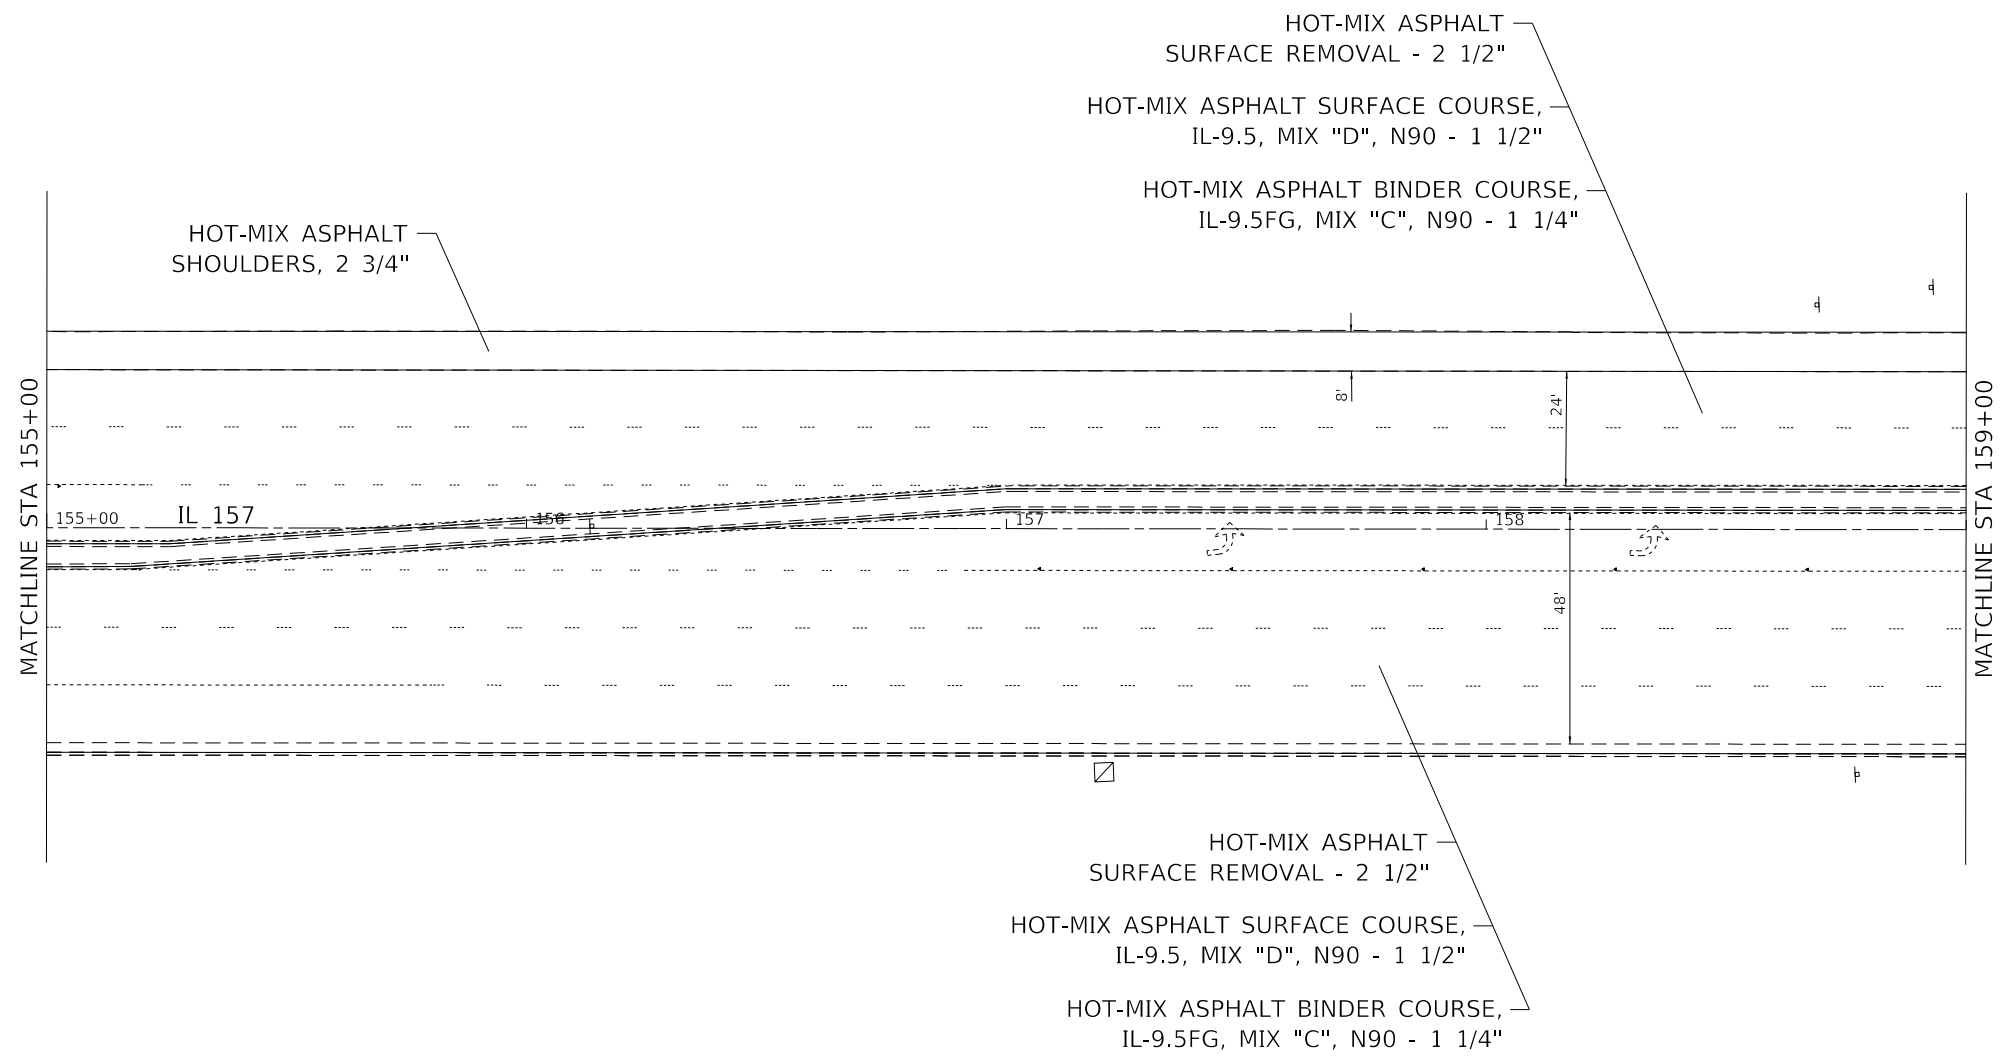 HOT-MIX ASPHALT
SURFACE REMOVAL - 2 1/2"
HOT-MIX ASPHALT SURFACE COURSE,
IL-9.5, MIX "D", N90 - 1 1/2"
HOT-MIX ASPHALT BINDER COURSE,
IL-9.5FG, MIX "C", N90 - 1 1/4"
HOT-MIX ASPHALT
SHOULDERS, 2 3/4"
MATCHLINE STA 155+00
8'
24'
155+00
IL 157
156
157
158
48'
MATCHLINE STA 159+00
HOT-MIX ASPHALT
SURFACE REMOVAL - 2 1/2"
HOT-MIX ASPHALT SURFACE COURSE,
IL-9.5, MIX "D", N90 - 1 1/2"
HOT-MIX ASPHALT BINDER COURSE,
IL-9.5FG, MIX "C", N90 - 1 1/4"